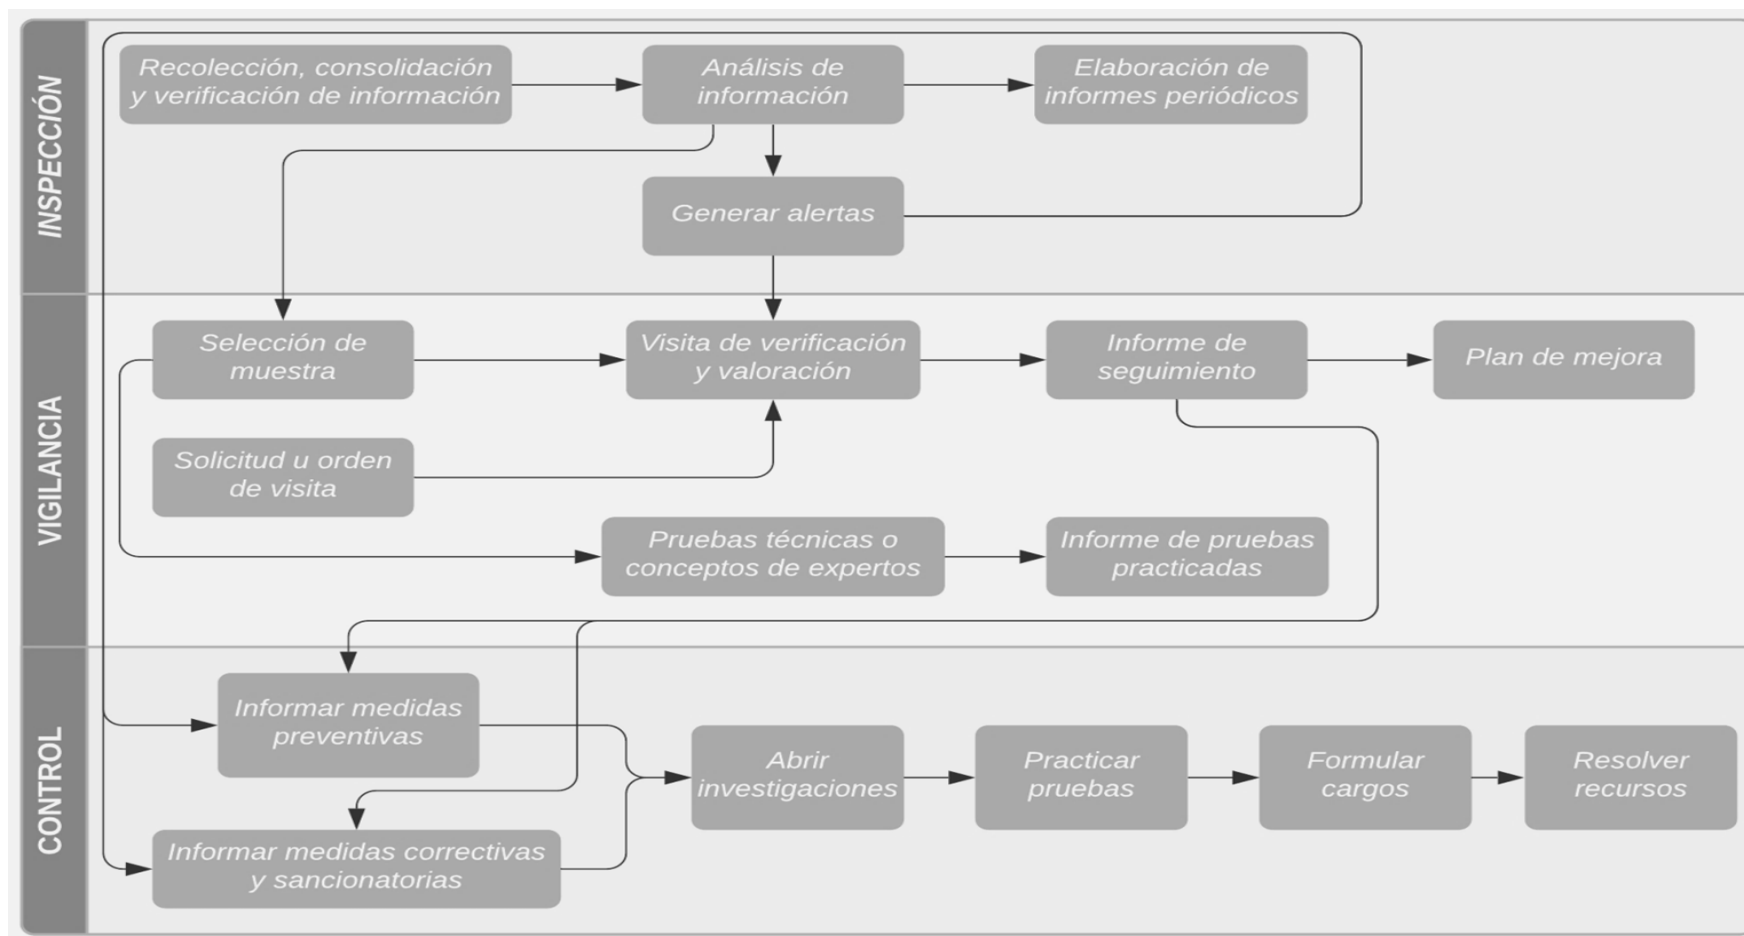 INSPECCIÓN
Recolección, consolidación
y verificación de información
Análisis de
información
Elaboración de
informes periódicos
Generar alertas
VIGILANCIA
Selección de
muestra
Visita de verificación
y valoración
Informe de
seguimiento
Plan de mejora
Solicitud u orden
de visita
Pruebas técnicas o
conceptos de expertos
Informe de pruebas
practicadas
CONTROL
Informar medidas
preventivas
Informar medidas correctivas
y sancionatorias
Abrir
investigaciones
Practicar
pruebas
Formular
cargos
Resolver
recursos